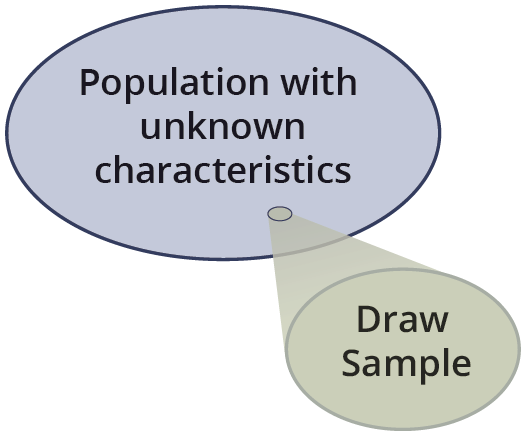 Population with
unknown
characteristics
Draw
Sample